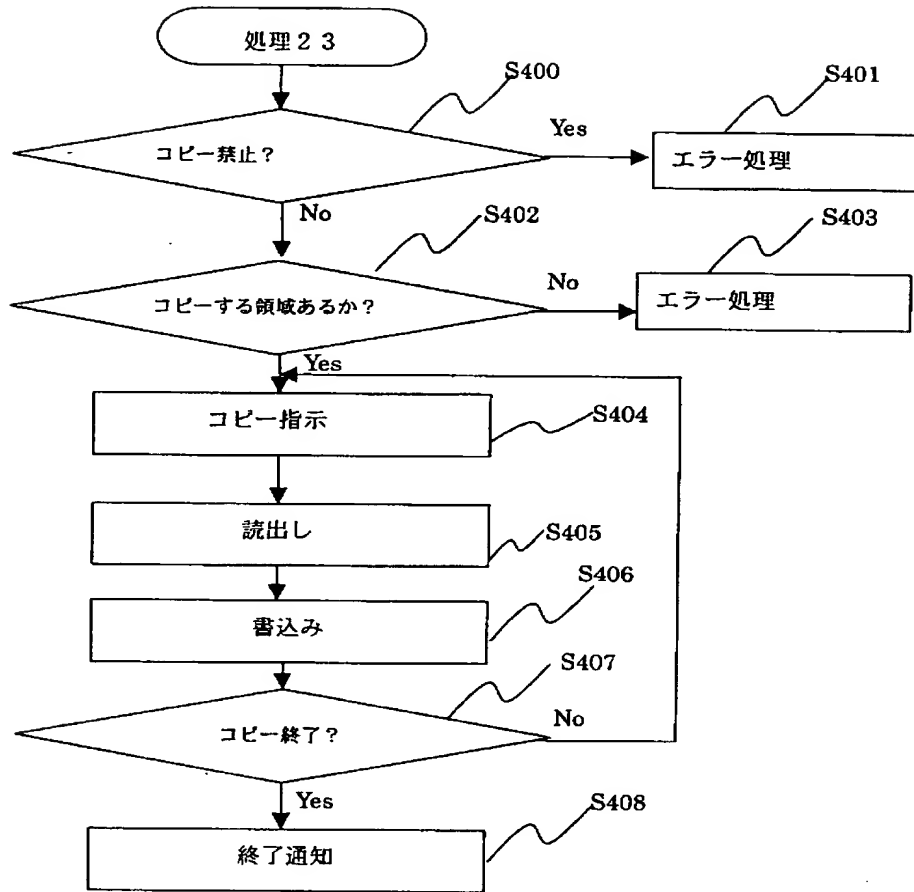 処理２３
S400
S401
コピー禁止？
Yes
エラー処理
No
S402
S403
コピーする領域あるか？
No
エラー処理
Yes
コピー指示
S404
読出し
S405
S406
書込み
S407
コピー終了？
No
Yes
S408
終了通知